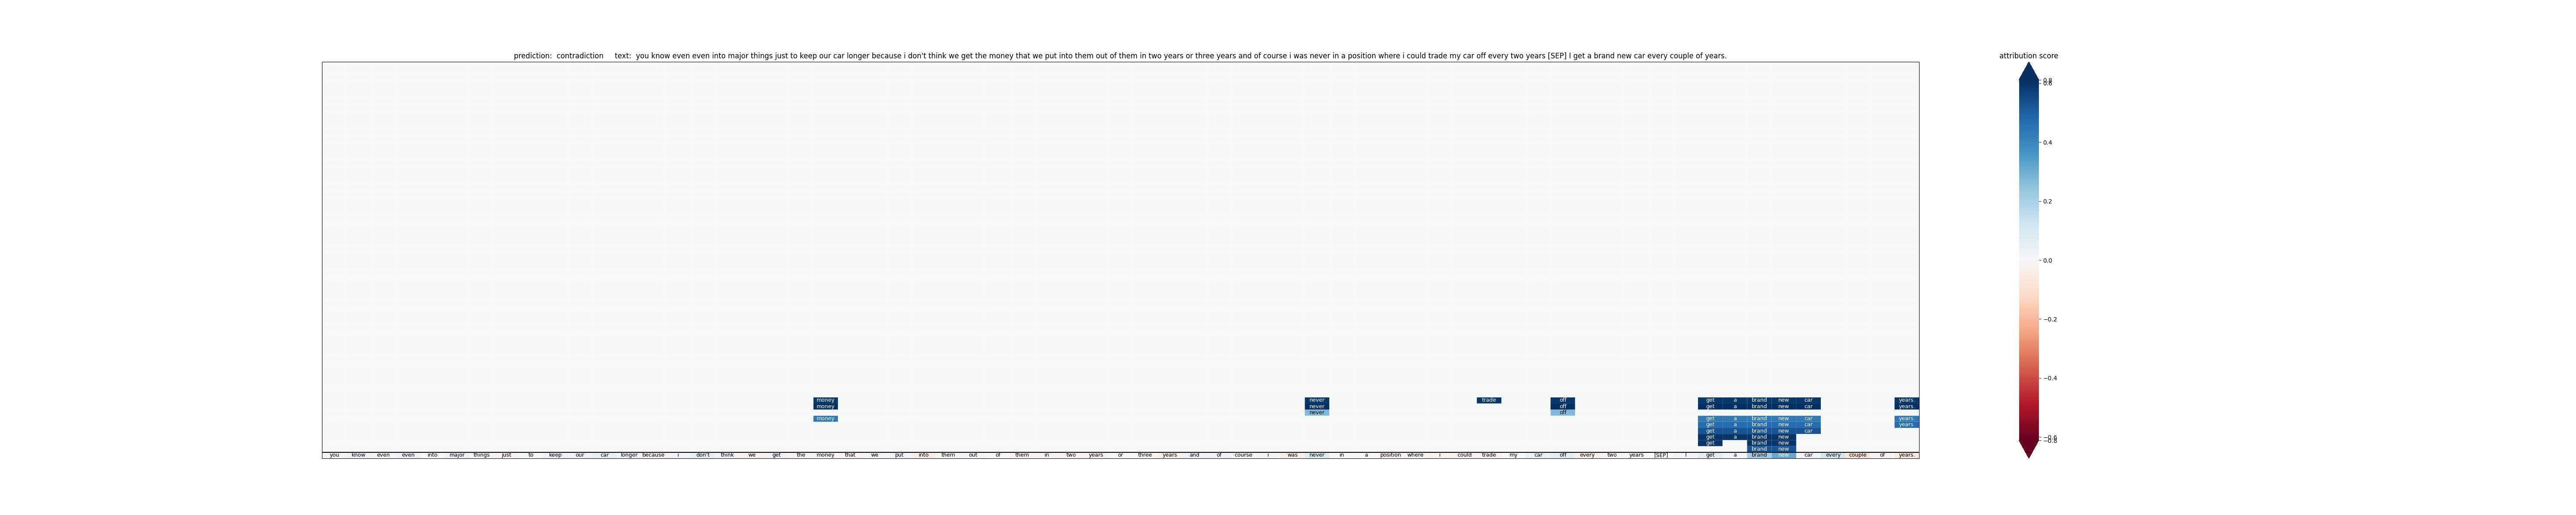 prediction:  contradiction     text:  you know even even into major things just to keep our car longer because i don't think we get the money that we put into them out of them in two years or three years and of course i was never in a position where i could trade my car off every two years [SEP] I get a brand new car every couple of years.
attribution score
0.8
0.6
0.4
0.2
0.0
−0.2
−0.4
−0.6
−0.8
money never trade off get a brand new car years.
money never off get a brand new car years.
never off
money get a brand new car years.
get a brand new car years.
get a brand new car
get a brand new
get brand new
brand new
you know even even into major things just to keep our car longer because i don't think we get the money that we put into them out of them in two years or three years and of course i was never in a position where i could trade my car off every two years [SEP] I get a brand new car every couple of years.